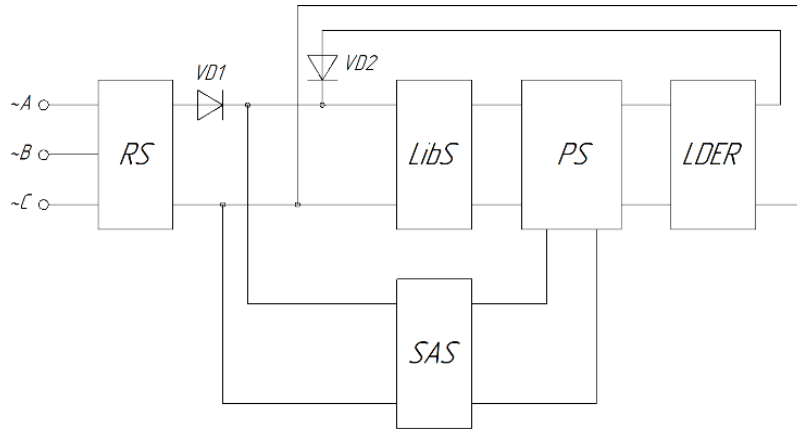 VD1
VD2
~A
~B
~C
RS
LibS
PS
LDER
SAS